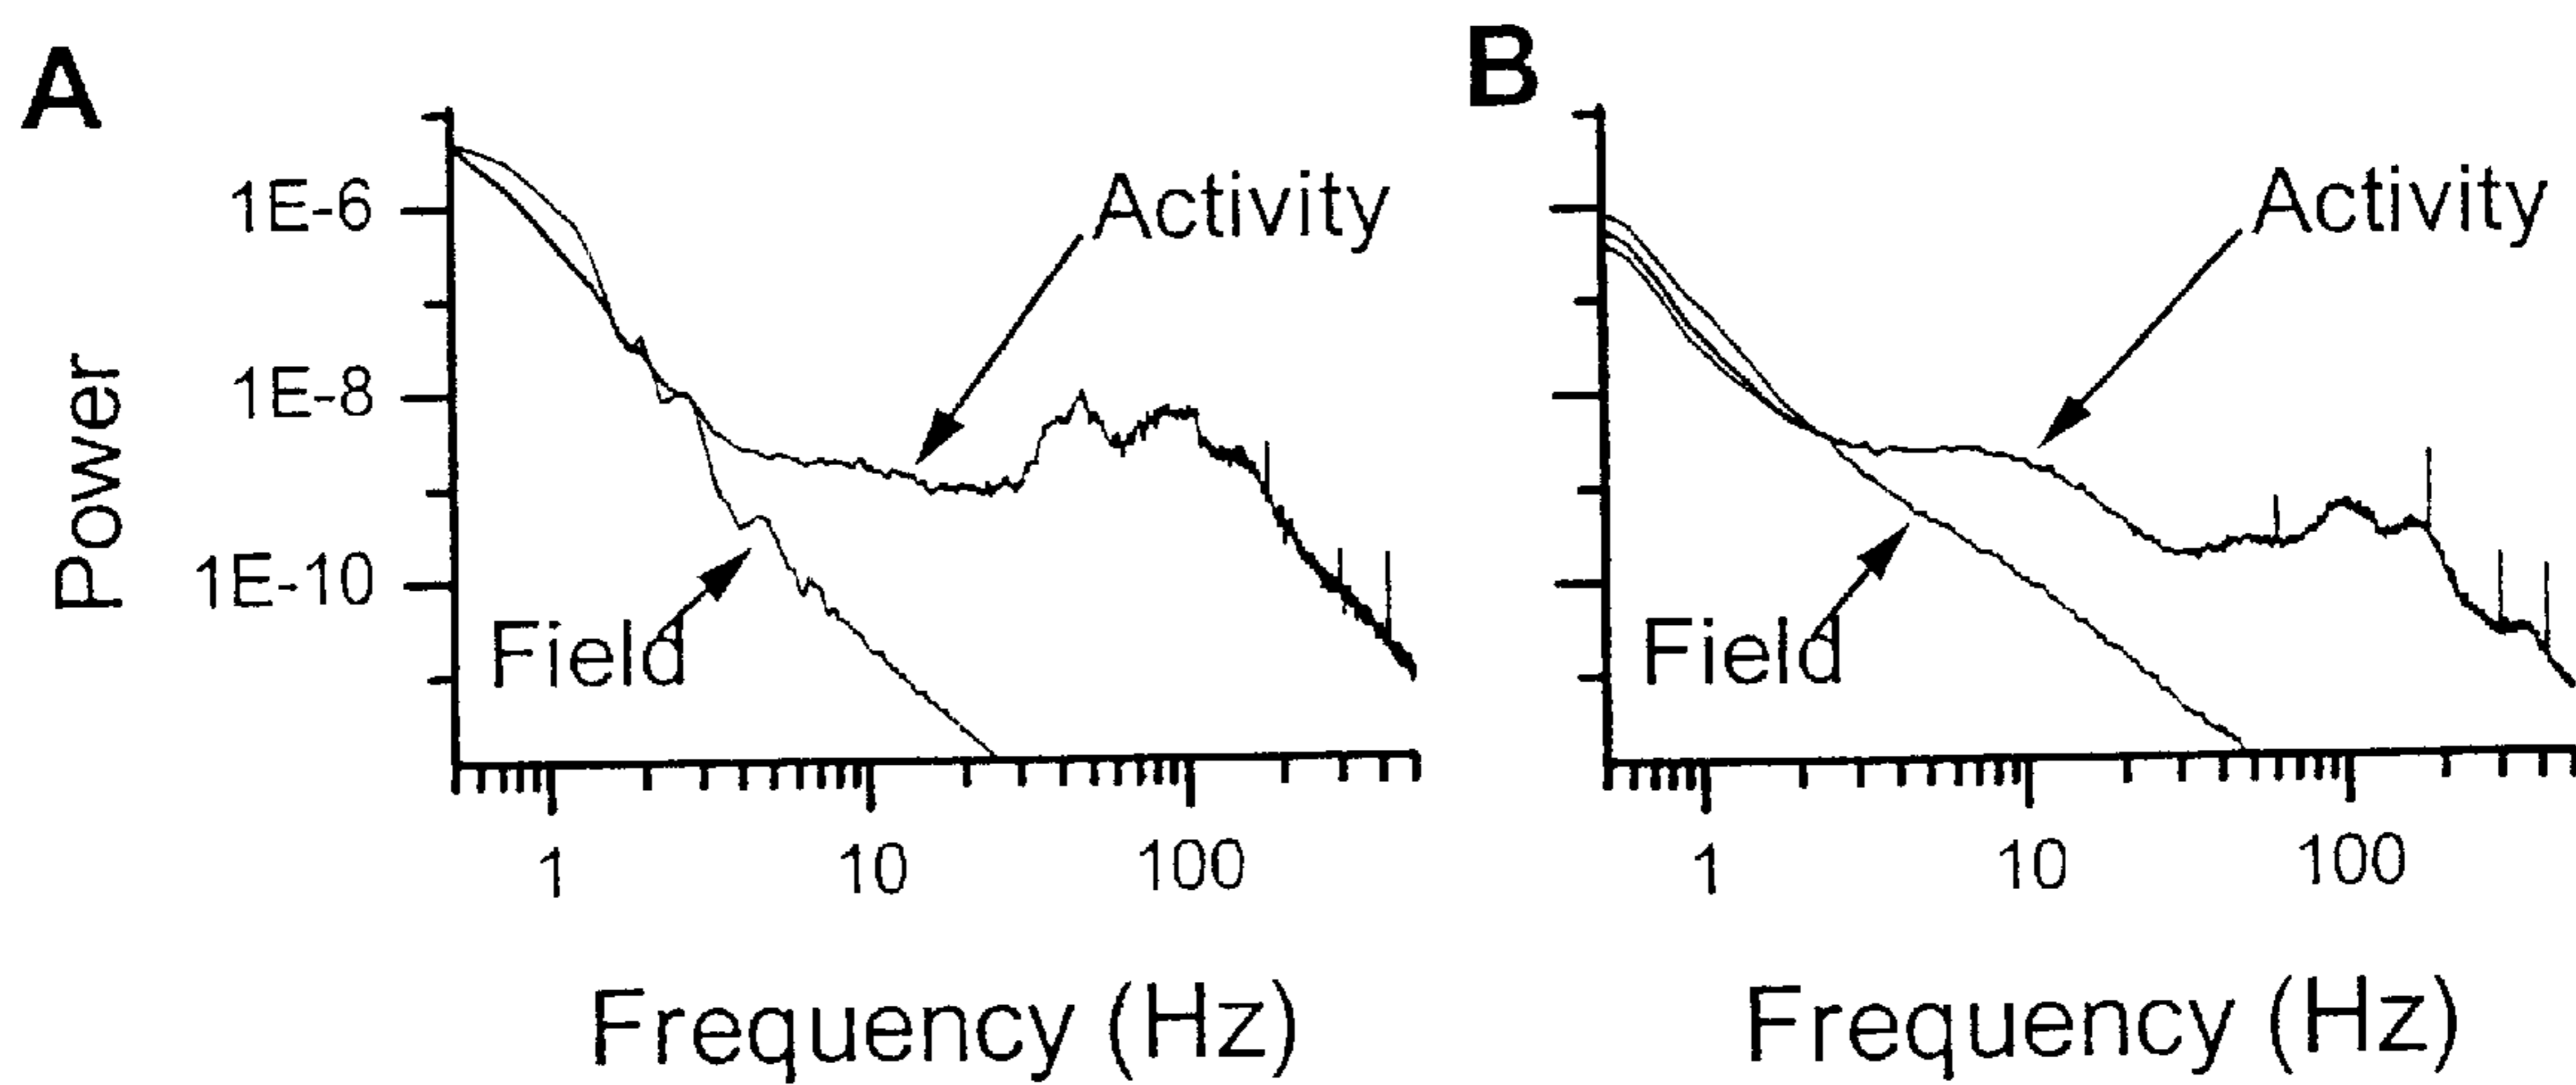 A
B
Activity
Activity
1E-6
1E-8
1E-10
Power
Field
Field
1
10
100
1
10
100
Frequency (Hz)
Frequency (Hz)